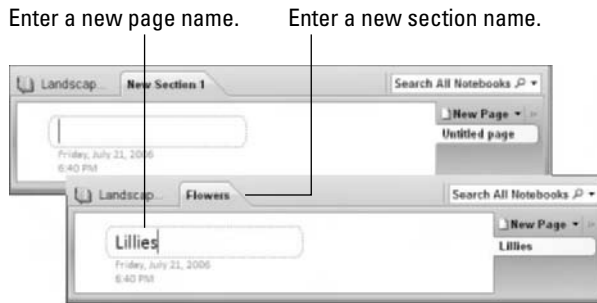 Enter a new page name. Enter a new section name.
Landscap... New Section 1 Search All Notebooks
New Page
Untitled page
Friday, July 21, 2006
6:40 PM
Landscap... Flowers Search All Notebooks
New Page
Lillies Lillies
Friday, July 21, 2006
6:40 PM